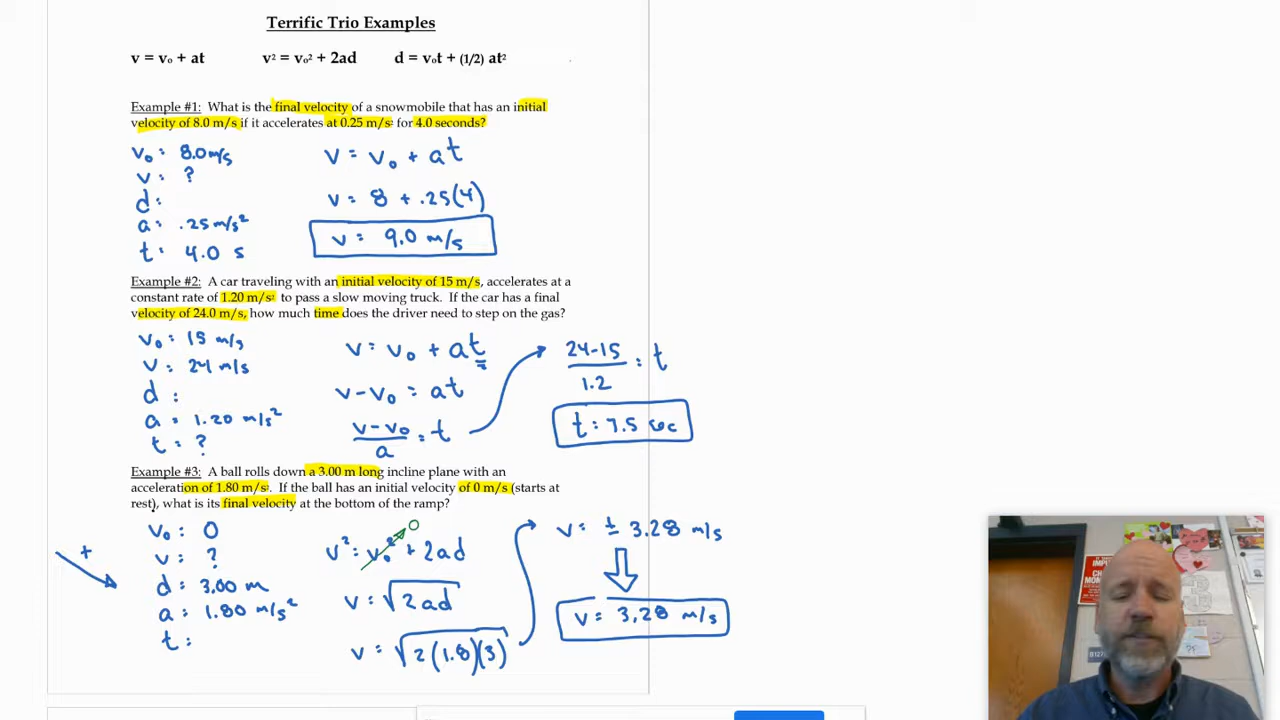 Terrific Trio Examples
v = v₀ + at   v² = v₀² + 2ad   d = v₀t + (1/2) at²
Example #1: What is the final velocity of a snowmobile that has an initial
velocity of 8.0 m/s if it accelerates at 0.25 m/s² for 4.0 seconds?
v₀: 8.0 m/s
v: ?
d:
a: .25 m/s²
t: 4.0 s
v = v₀ + at
v = 8 + .25(4)
v = 9.0 m/s
Example #2: A car traveling with an initial velocity of 15 m/s, accelerates at a
constant rate of 1.20 m/s² to pass a slow moving truck. If the car has a final
velocity of 24.0 m/s, how much time does the driver need to step on the gas?
v₀: 15 m/s
v: 24 m/s
d:
a: 1.20 m/s²
t: ?
v = v₀ + at
v - v₀ = at
v - v₀ / a = t
24-15 / 1.2 = t
t = 7.5 sec
Example #3: A ball rolls down a 3.00 m long incline plane with an
acceleration of 1.80 m/s². If the ball has an initial velocity of 0 m/s (starts at
rest), what is its final velocity at the bottom of the ramp?
+
v₀: 0
v: ?
d: 3.00 m
a: 1.80 m/s²
t:
0
v² = v₀² + 2ad
v = √2ad
v = √2(1.8)(3)
v = ± 3.28 m/s
v = 3.28 m/s